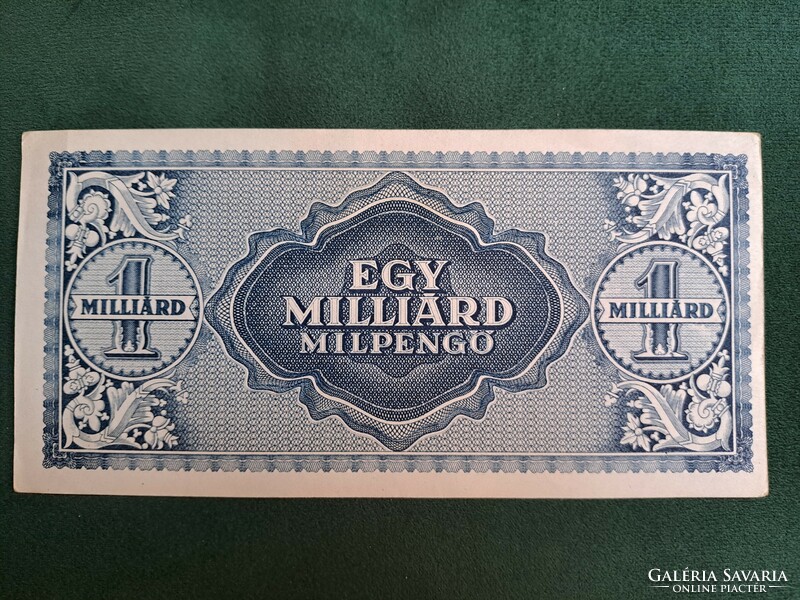 EGY
MILLIÁRD
MILPENGŐ
1
MILLIÁRD
1
MILLIÁRD
GALÉRIA SAVARIA
ONLINE PIACTÉR